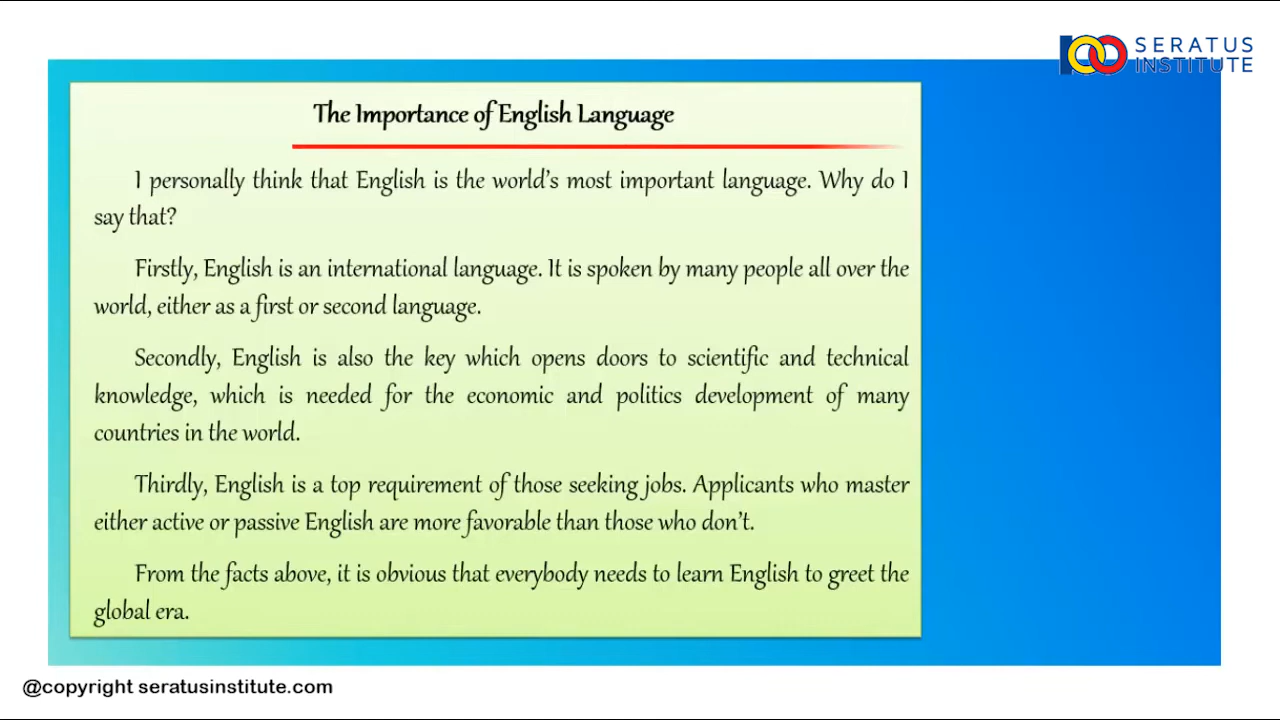 SERATUS
INSTITUTE
The Importance of English Language
I personally think that English is the world's most important language. Why do I
say that?
Firstly, English is an international language. It is spoken by many people all over the
world, either as a first or second language.
Secondly, English is also the key which opens doors to scientific and technical
knowledge, which is needed for the economic and politics development of many
countries in the world.
Thirdly, English is a top requirement of those seeking jobs. Applicants who master
either active or passive English are more favorable than those who don't.
From the facts above, it is obvious that everybody needs to learn English to greet the
global era.
@copyright seratusinstitute.com